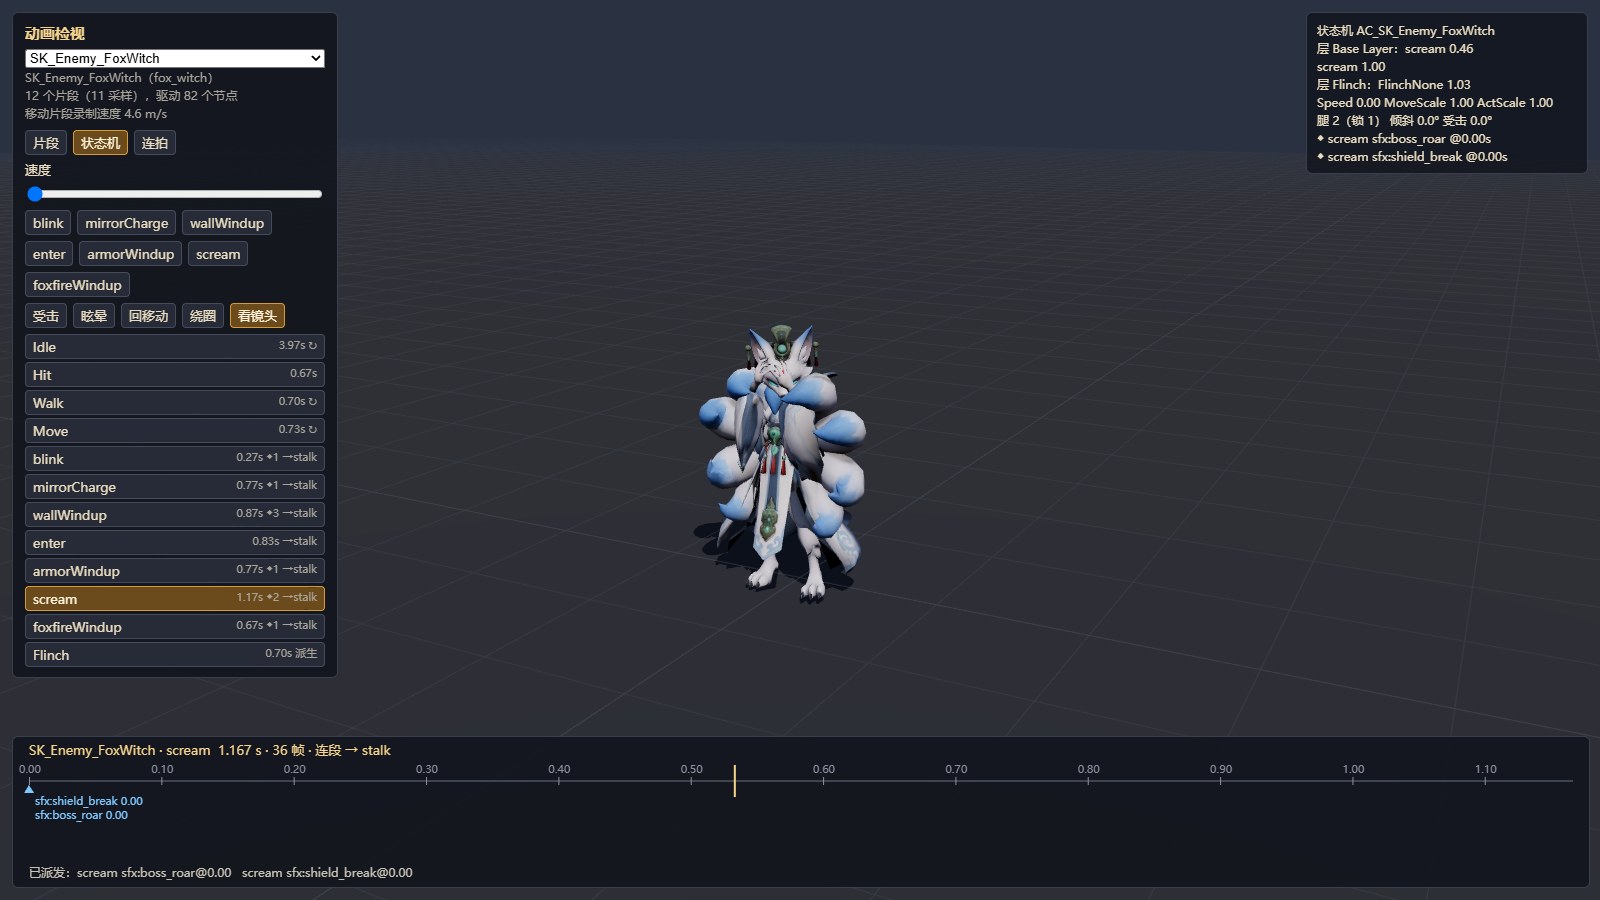 动画检视
SK_Enemy_FoxWitch
SK_Enemy_FoxWitch（fox_witch）
12 个片段（11 采样），驱动 82 个节点
移动片段录制速度 4.6 m/s
片段 状态机 连拍
速度
blink mirrorCharge wallWindup
enter armorWindup scream
foxfireWindup
受击 眩晕 回移动 绕圈 看镜头
Idle 3.97s ↻
Hit 0.67s
Walk 0.70s ↻
Move 0.73s ↻
blink 0.27s ⌖1 →stalk
mirrorCharge 0.77s ⌖1 →stalk
wallWindup 0.87s ⌖3 →stalk
enter 0.83s →stalk
armorWindup 0.77s ⌖1 →stalk
scream 1.17s ⌖2 →stalk
foxfireWindup 0.67s ⌖1 →stalk
Flinch 0.70s 派生
状态机 AC_SK_Enemy_FoxWitch
层 Base Layer：scream 0.46
scream 1.00
层 Flinch：FlinchNone 1.03
Speed 0.00 MoveScale 1.00 ActScale 1.00
腿 2（锁 1） 倾斜 0.0° 受击 0.0°
⌖ scream sfx:boss_roar @0.00s
⌖ scream sfx:shield_break @0.00s
SK_Enemy_FoxWitch · scream 1.167 s · 36 帧 · 连段 → stalk
0.00 0.10 0.20 0.30 0.40 0.50 0.60 0.70 0.80 0.90 1.00 1.10
sfx:shield_break 0.00
sfx:boss_roar 0.00
已派发：scream sfx:boss_roar@0.00 scream sfx:shield_break@0.00